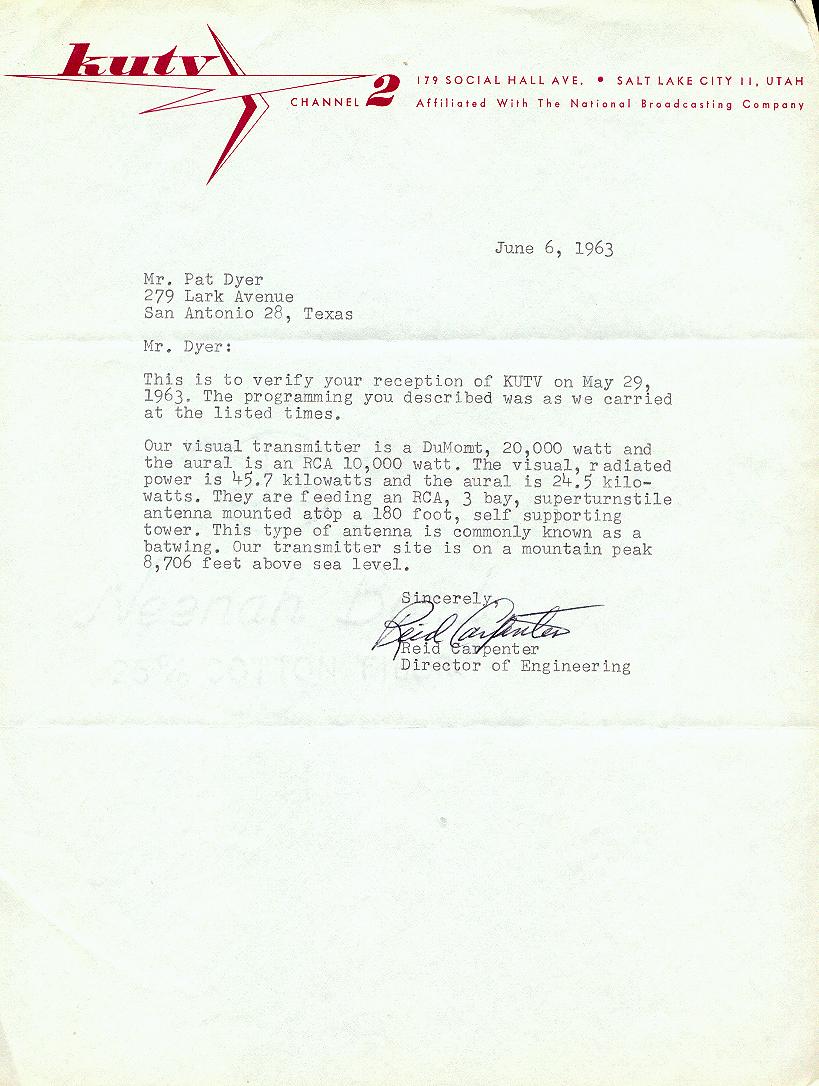 kutv
CHANNEL 2
179 SOCIAL HALL AVE. • SALT LAKE CITY 11, UTAH
Affiliated With The National Broadcasting Company
June 6, 1963
Mr. Pat Dyer
279 Lark Avenue
San Antonio 28, Texas
Mr. Dyer:
This is to verify your reception of KUTV on May 29,
1963. The programming you described was as we carried
at the listed times.
Our visual transmitter is a DuMomt, 20,000 watt and
the aural is an RCA 10,000 watt. The visual, radiated
power is 45.7 kilowatts and the aural is 24.5 kilo-
watts. They are feeding an RCA, 3 bay, superturnstile
antenna mounted atop a 180 foot, self supporting
tower. This type of antenna is commonly known as a
batwing. Our transmitter site is on a mountain peak
8,706 feet above sea level.
Sincerely,
Reid Carpenter
Reid Carpenter
Director of Engineering